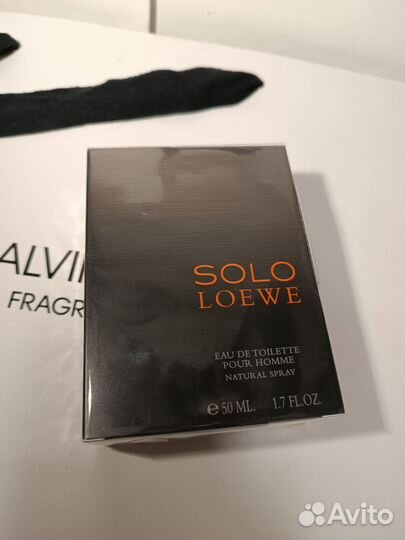 ALVI
FRAGR
SOLO
LOEWE
EAU DE TOILETTE
POUR HOMME
NATURAL SPRAY
℮ 50 ML. 1.7 FL.OZ.
Avito